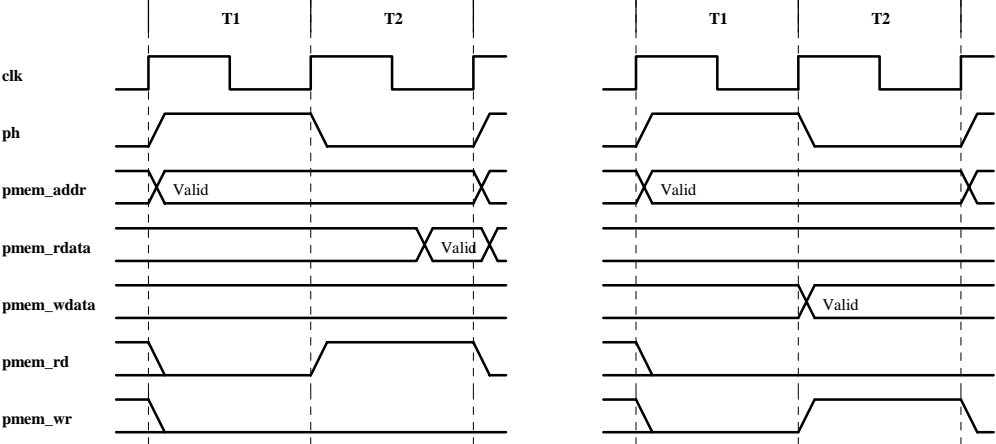 T1 T2 T1 T2
clk
ph
pmem_addr Valid Valid
pmem_rdata Valid
pmem_wdata Valid
pmem_rd
pmem_wr